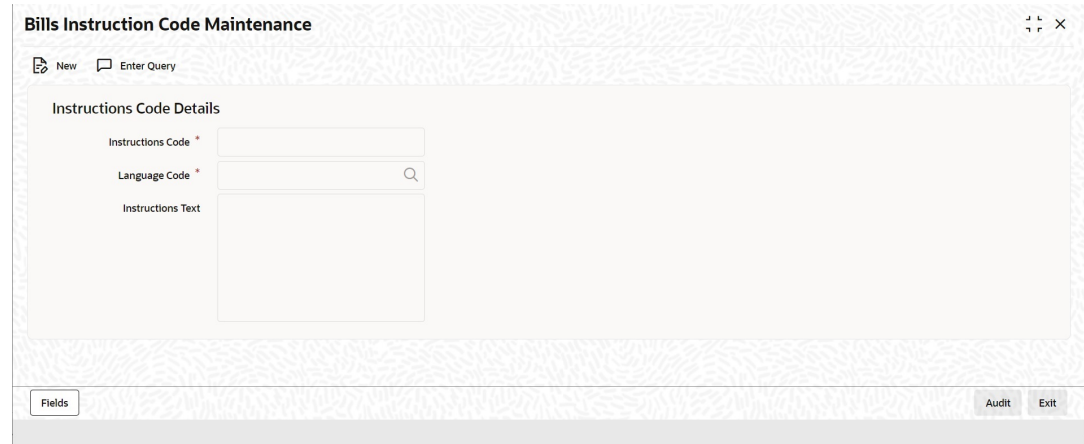 Bills Instruction Code Maintenance
New Enter Query
Instructions Code Details
Instructions Code *
Language Code *
Instructions Text
Fields Audit Exit